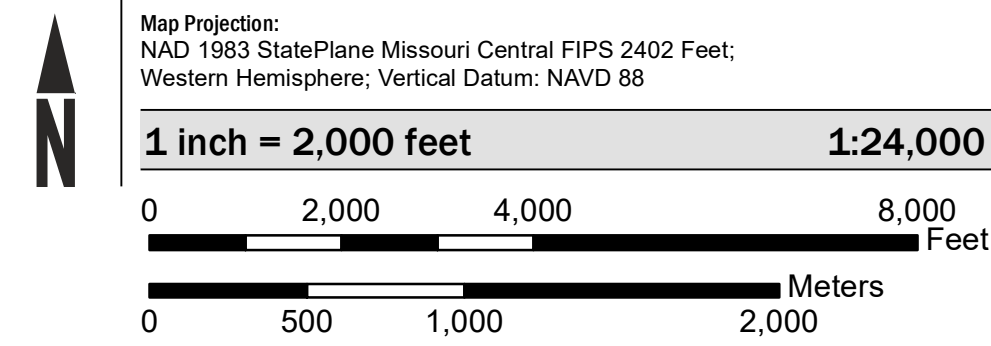 Map Projection:
NAD 1983 StatePlane Missouri Central FIPS 2402 Feet;
Western Hemisphere; Vertical Datum: NAVD 88
N
1 inch = 2,000 feet 1:24,000
0 2,000 4,000 8,000
Feet
Meters
0 500 1,000 2,000